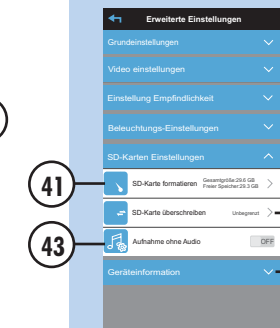 Erweiterte Einstellungen
Grundeinstellungen
Video einstellungen
Einstellung Empfindlichkeit
Beleuchtungs-Einstellungen
SD-Karten Einstellungen
41
SD-Karte formatieren
Gesamtgröße:29.6 GB
Freier Speicher:29.3 GB
SD-Karte überschreiben
Unbegrenzt
43
Aufnahme ohne Audio
OFF
Geräteinformation